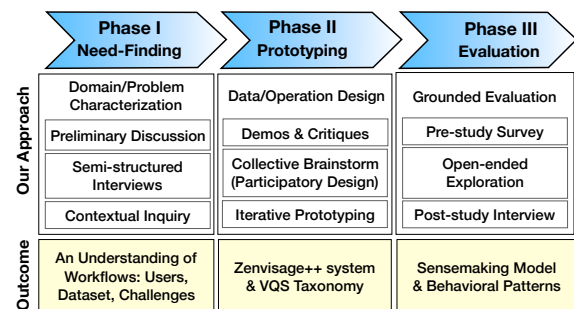 Phase I
Need-Finding
Phase II
Prototyping
Phase III
Evaluation
Our Approach
Domain/Problem
Characterization
Preliminary Discussion
Semi-structured
Interviews
Contextual Inquiry
Data/Operation Design
Demos & Critiques
Collective Brainstorm
(Participatory Design)
Iterative Prototyping
Grounded Evaluation
Pre-study Survey
Open-ended
Exploration
Post-study Interview
Outcome
An Understanding of
Workflows: Users,
Dataset, Challenges
Zenvisage++ system
& VQS Taxonomy
Sensemaking Model
& Behavioral Patterns